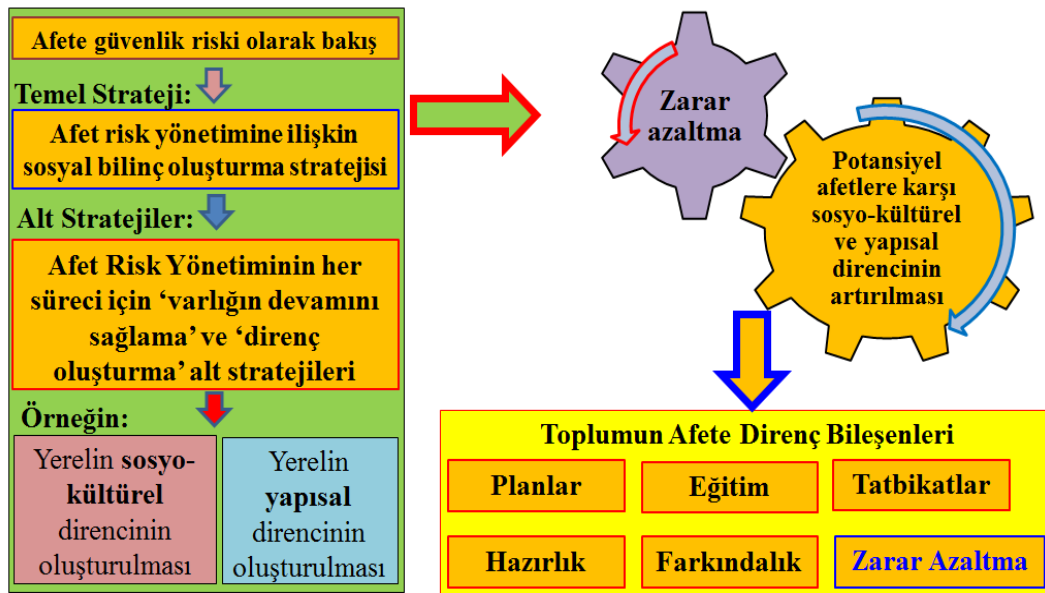 Afete güvenlik riski olarak bakış
Temel Strateji:
Afet risk yönetimine ilişkin
sosyal bilinç oluşturma stratejisi
Alt Stratejiler:
Afet Risk Yönetiminin her
süreci için ‘varlığın devamını
sağlama’ ve ‘direnç
oluşturma’ alt stratejileri
Örneğin:
Yerelin sosyo-
kültürel
direncinin
oluşturulması
Yerelin
yapısal
direncinin
oluşturulması
Zarar
azaltma
Potansiyel
afetlere karşı
sosyo-kültürel
ve yapısal
direncinin
artırılması
Toplumun Afete Direnç Bileşenleri
Planlar
Eğitim
Tatbikatlar
Hazırlık
Farkındalık
Zarar Azaltma